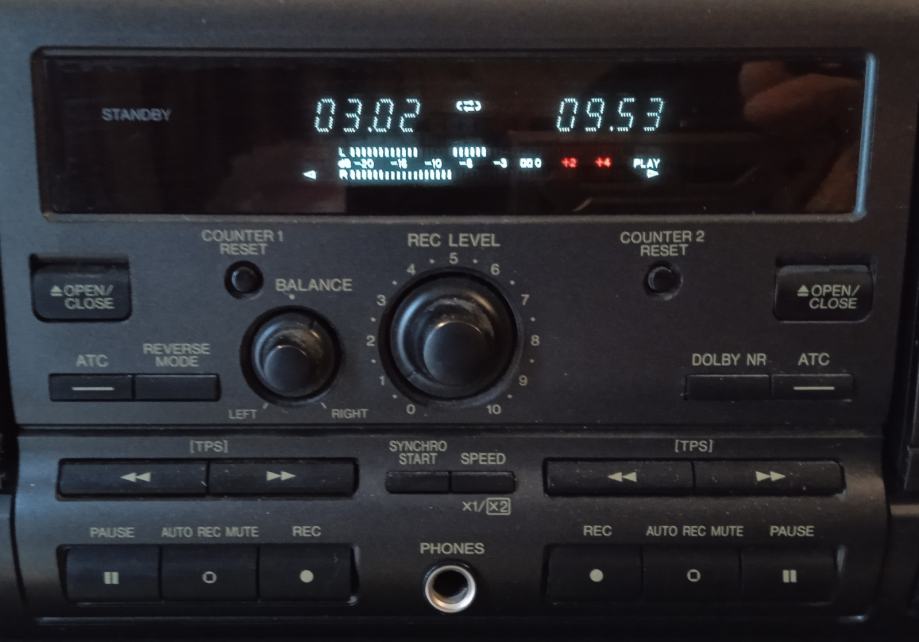 STANDBY
03.02
09.53
L
dB -20 -15 -10 -6 -3 0 +2 +4 PLAY
R
COUNTER 1
RESET
REC LEVEL
COUNTER 2
RESET
OPEN/
CLOSE
BALANCE
0 1 2 3 4 5 6 7 8 9 10
OPEN/
CLOSE
ATC
REVERSE
MODE
LEFT
RIGHT
DOLBY NR
ATC
[TPS]
SYNCHRO
START
SPEED
[TPS]
×1/×2
PAUSE
AUTO REC MUTE
REC
PHONES
REC
AUTO REC MUTE
PAUSE